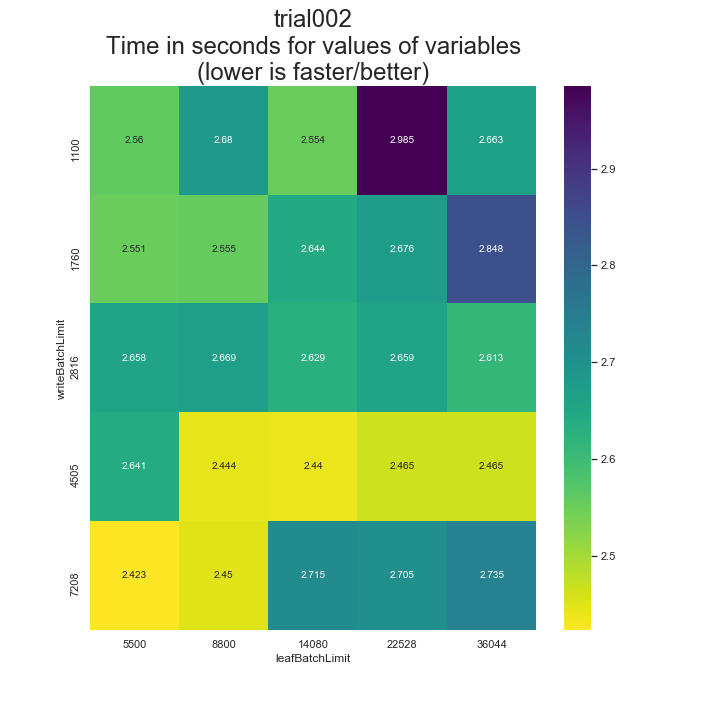 trial002
Time in seconds for values of variables
(lower is faster/better)
writeBatchLimit
1100
2.56 2.68 2.554 2.985 2.663
1760
2.551 2.555 2.644 2.676 2.848
2816
2.658 2.669 2.629 2.659 2.613
4505
2.641 2.444 2.44 2.465 2.465
7208
2.423 2.45 2.715 2.705 2.735
5500 8800 14080 22528 36044
leafBatchLimit
2.9
2.8
2.7
2.6
2.5